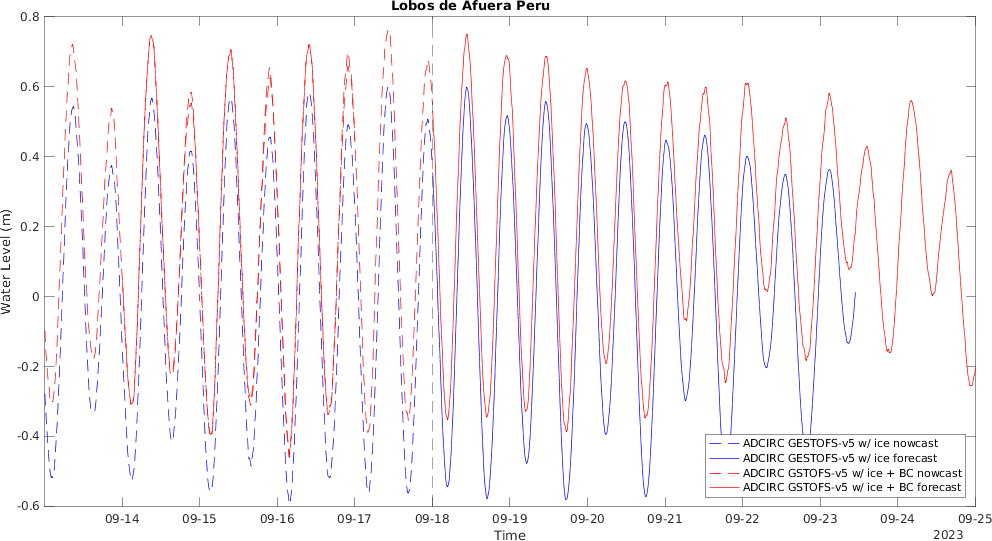 Lobos de Afuera Peru
0.8
0.6
0.4
0.2
0
-0.2
-0.4
-0.6
Water Level (m)
ADCIRC GESTOFS-v5 w/ ice nowcast
ADCIRC GESTOFS-v5 w/ ice forecast
ADCIRC GSTOFS-v5 w/ ice + BC nowcast
ADCIRC GSTOFS-v5 w/ ice + BC forecast
09-14 09-15 09-16 09-17 09-18 09-19 09-20 09-21 09-22 09-23 09-24 09-25
Time
2023